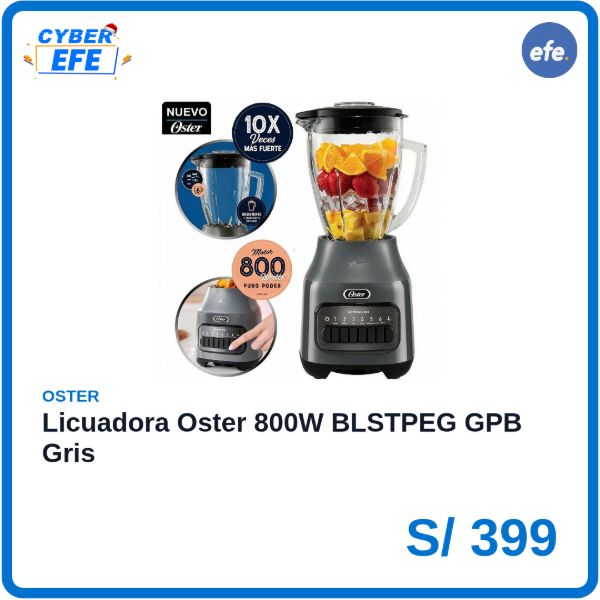 CYBER
EFE
efe.
NUEVO
Oster
10X
Veces
MÁS FUERTE
Motor
800
Watts
PURO PODER
Oster
OSTER
Licuadora Oster 800W BLSTPEG GPB
Gris
S/ 399